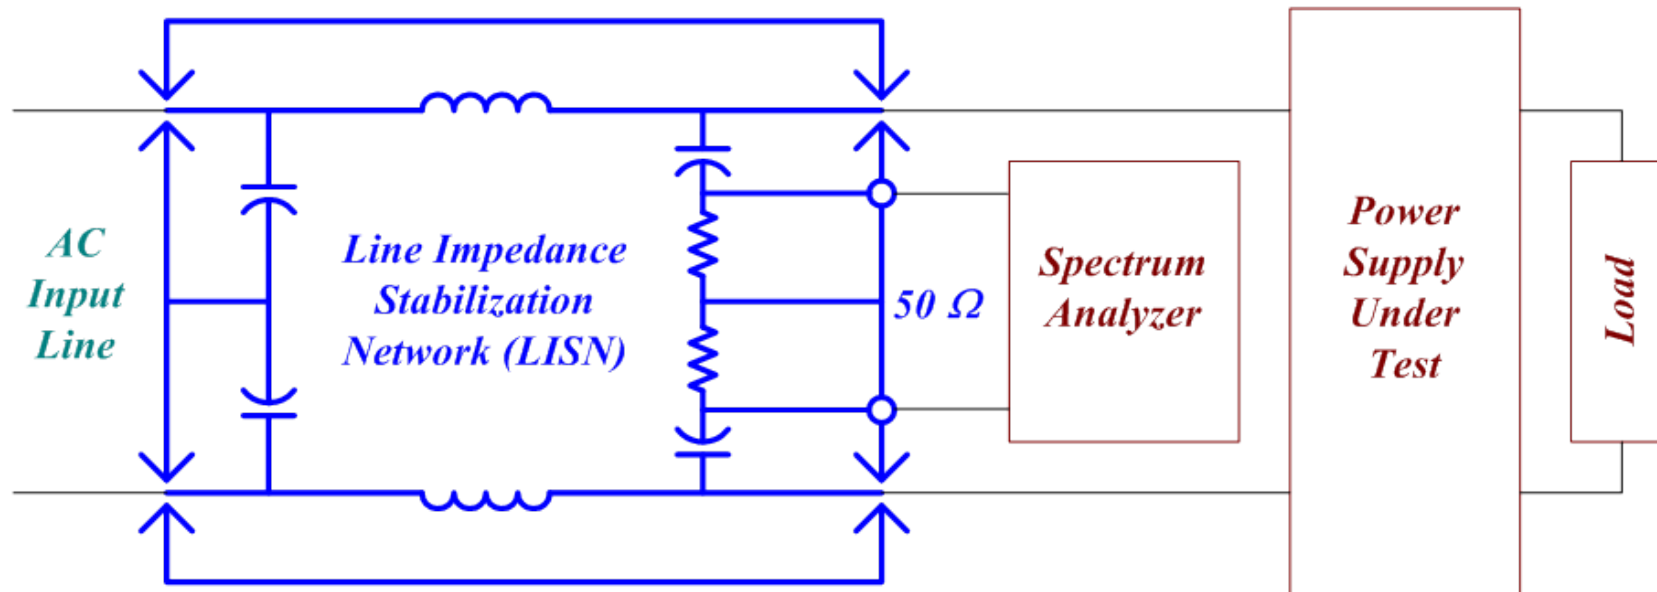 AC
Input
Line
Line Impedance
Stabilization
Network (LISN)
50 Ω
Spectrum
Analyzer
Power
Supply
Under
Test
Load